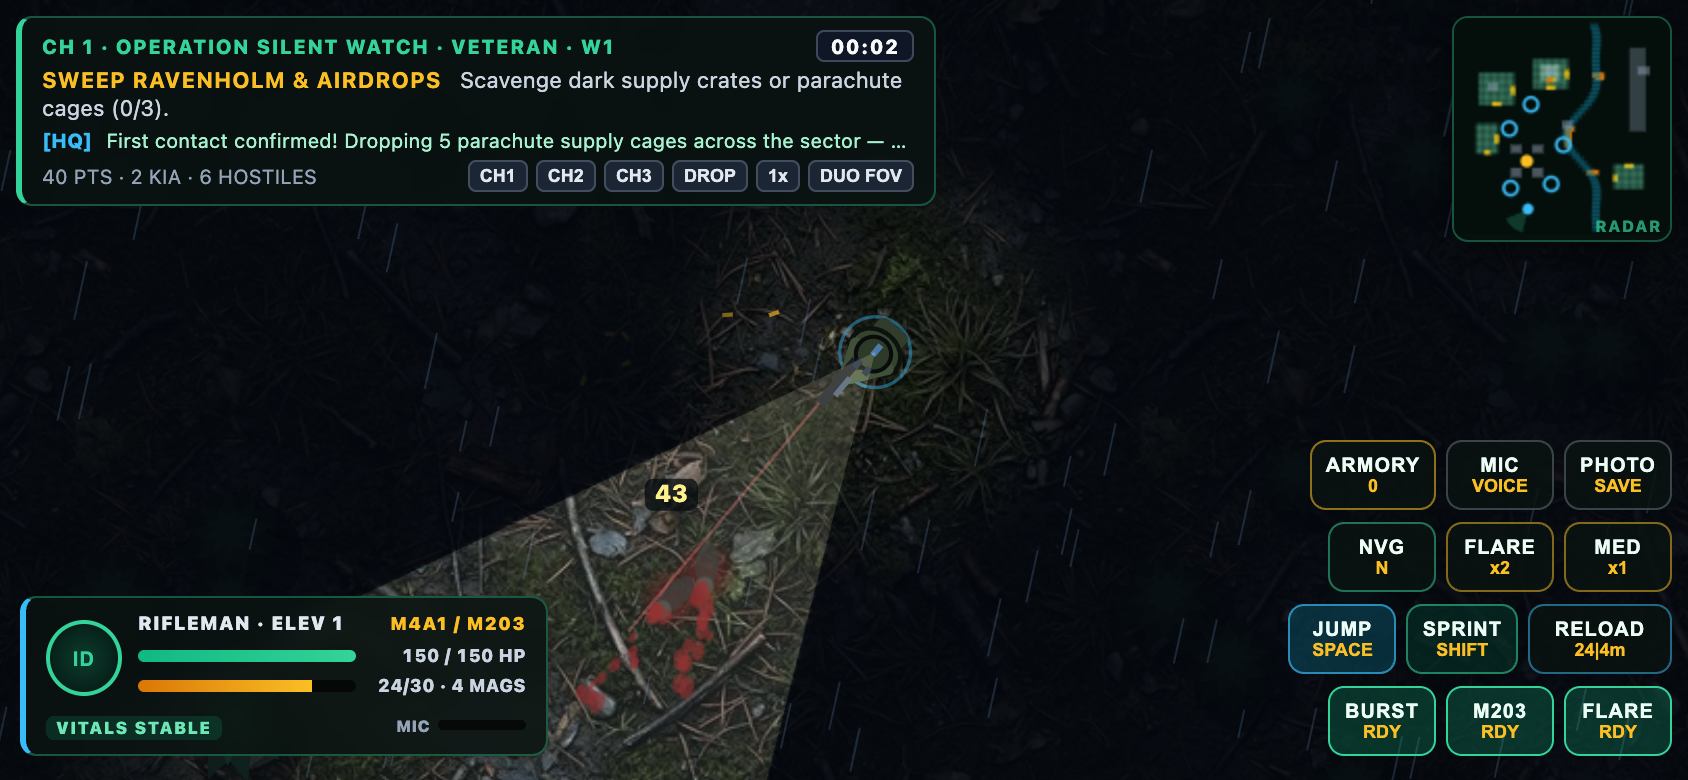 CH 1 · OPERATION SILENT WATCH · VETERAN · W1
00:02
SWEEP RAVENHOLM & AIRDROPS Scavenge dark supply crates or parachute
cages (0/3).
[HQ] First contact confirmed! Dropping 5 parachute supply cages across the sector — ...
40 PTS · 2 KIA · 6 HOSTILES
CH1 CH2 CH3 DROP 1x DUO FOV
RADAR
43
ARMORY
0
MIC
VOICE
PHOTO
SAVE
NVG
N
FLARE
x2
MED
x1
JUMP
SPACE
SPRINT
SHIFT
RELOAD
24|4m
BURST
RDY
M203
RDY
FLARE
RDY
ID
RIFLEMAN · ELEV 1
M4A1 / M203
150 / 150 HP
24/30 · 4 MAGS
VITALS STABLE
MIC